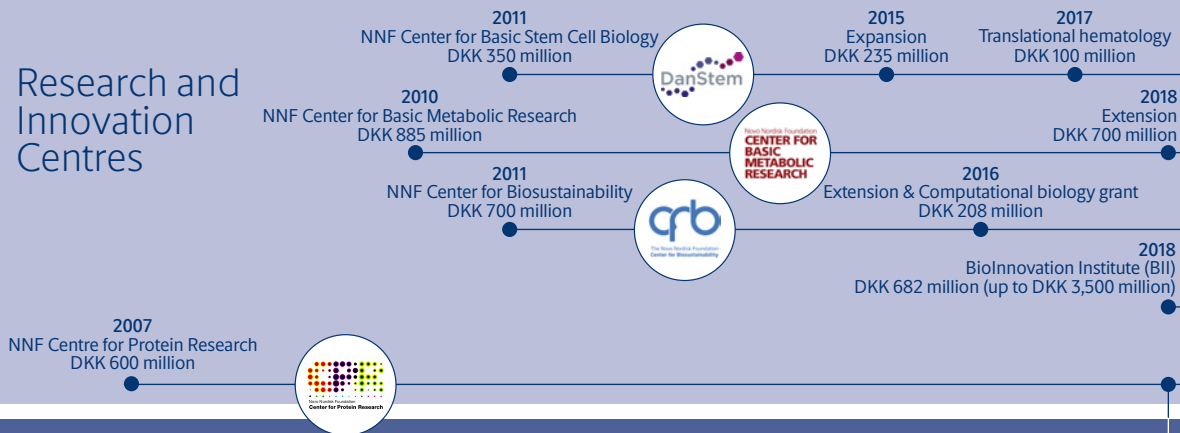 Research and
Innovation
Centres
2011
NNF Center for Basic Stem Cell Biology
DKK 350 million
DanStem
2015
Expansion
DKK 235 million
2017
Translational hematology
DKK 100 million
2010
NNF Center for Basic Metabolic Research
DKK 885 million
Novo Nordisk Foundation
CENTER FOR
BASIC
METABOLIC
RESEARCH
2018
Extension
DKK 700 million
2011
NNF Center for Biosustainability
DKK 700 million
cfb
The Novo Nordisk Foundation
Center for Biosustainability
2016
Extension & Computational biology grant
DKK 208 million
2018
BioInnovation Institute (BII)
DKK 682 million (up to DKK 3,500 million)
2007
NNF Centre for Protein Research
DKK 600 million
CPR
Novo Nordisk Foundation
Center for Protein Research